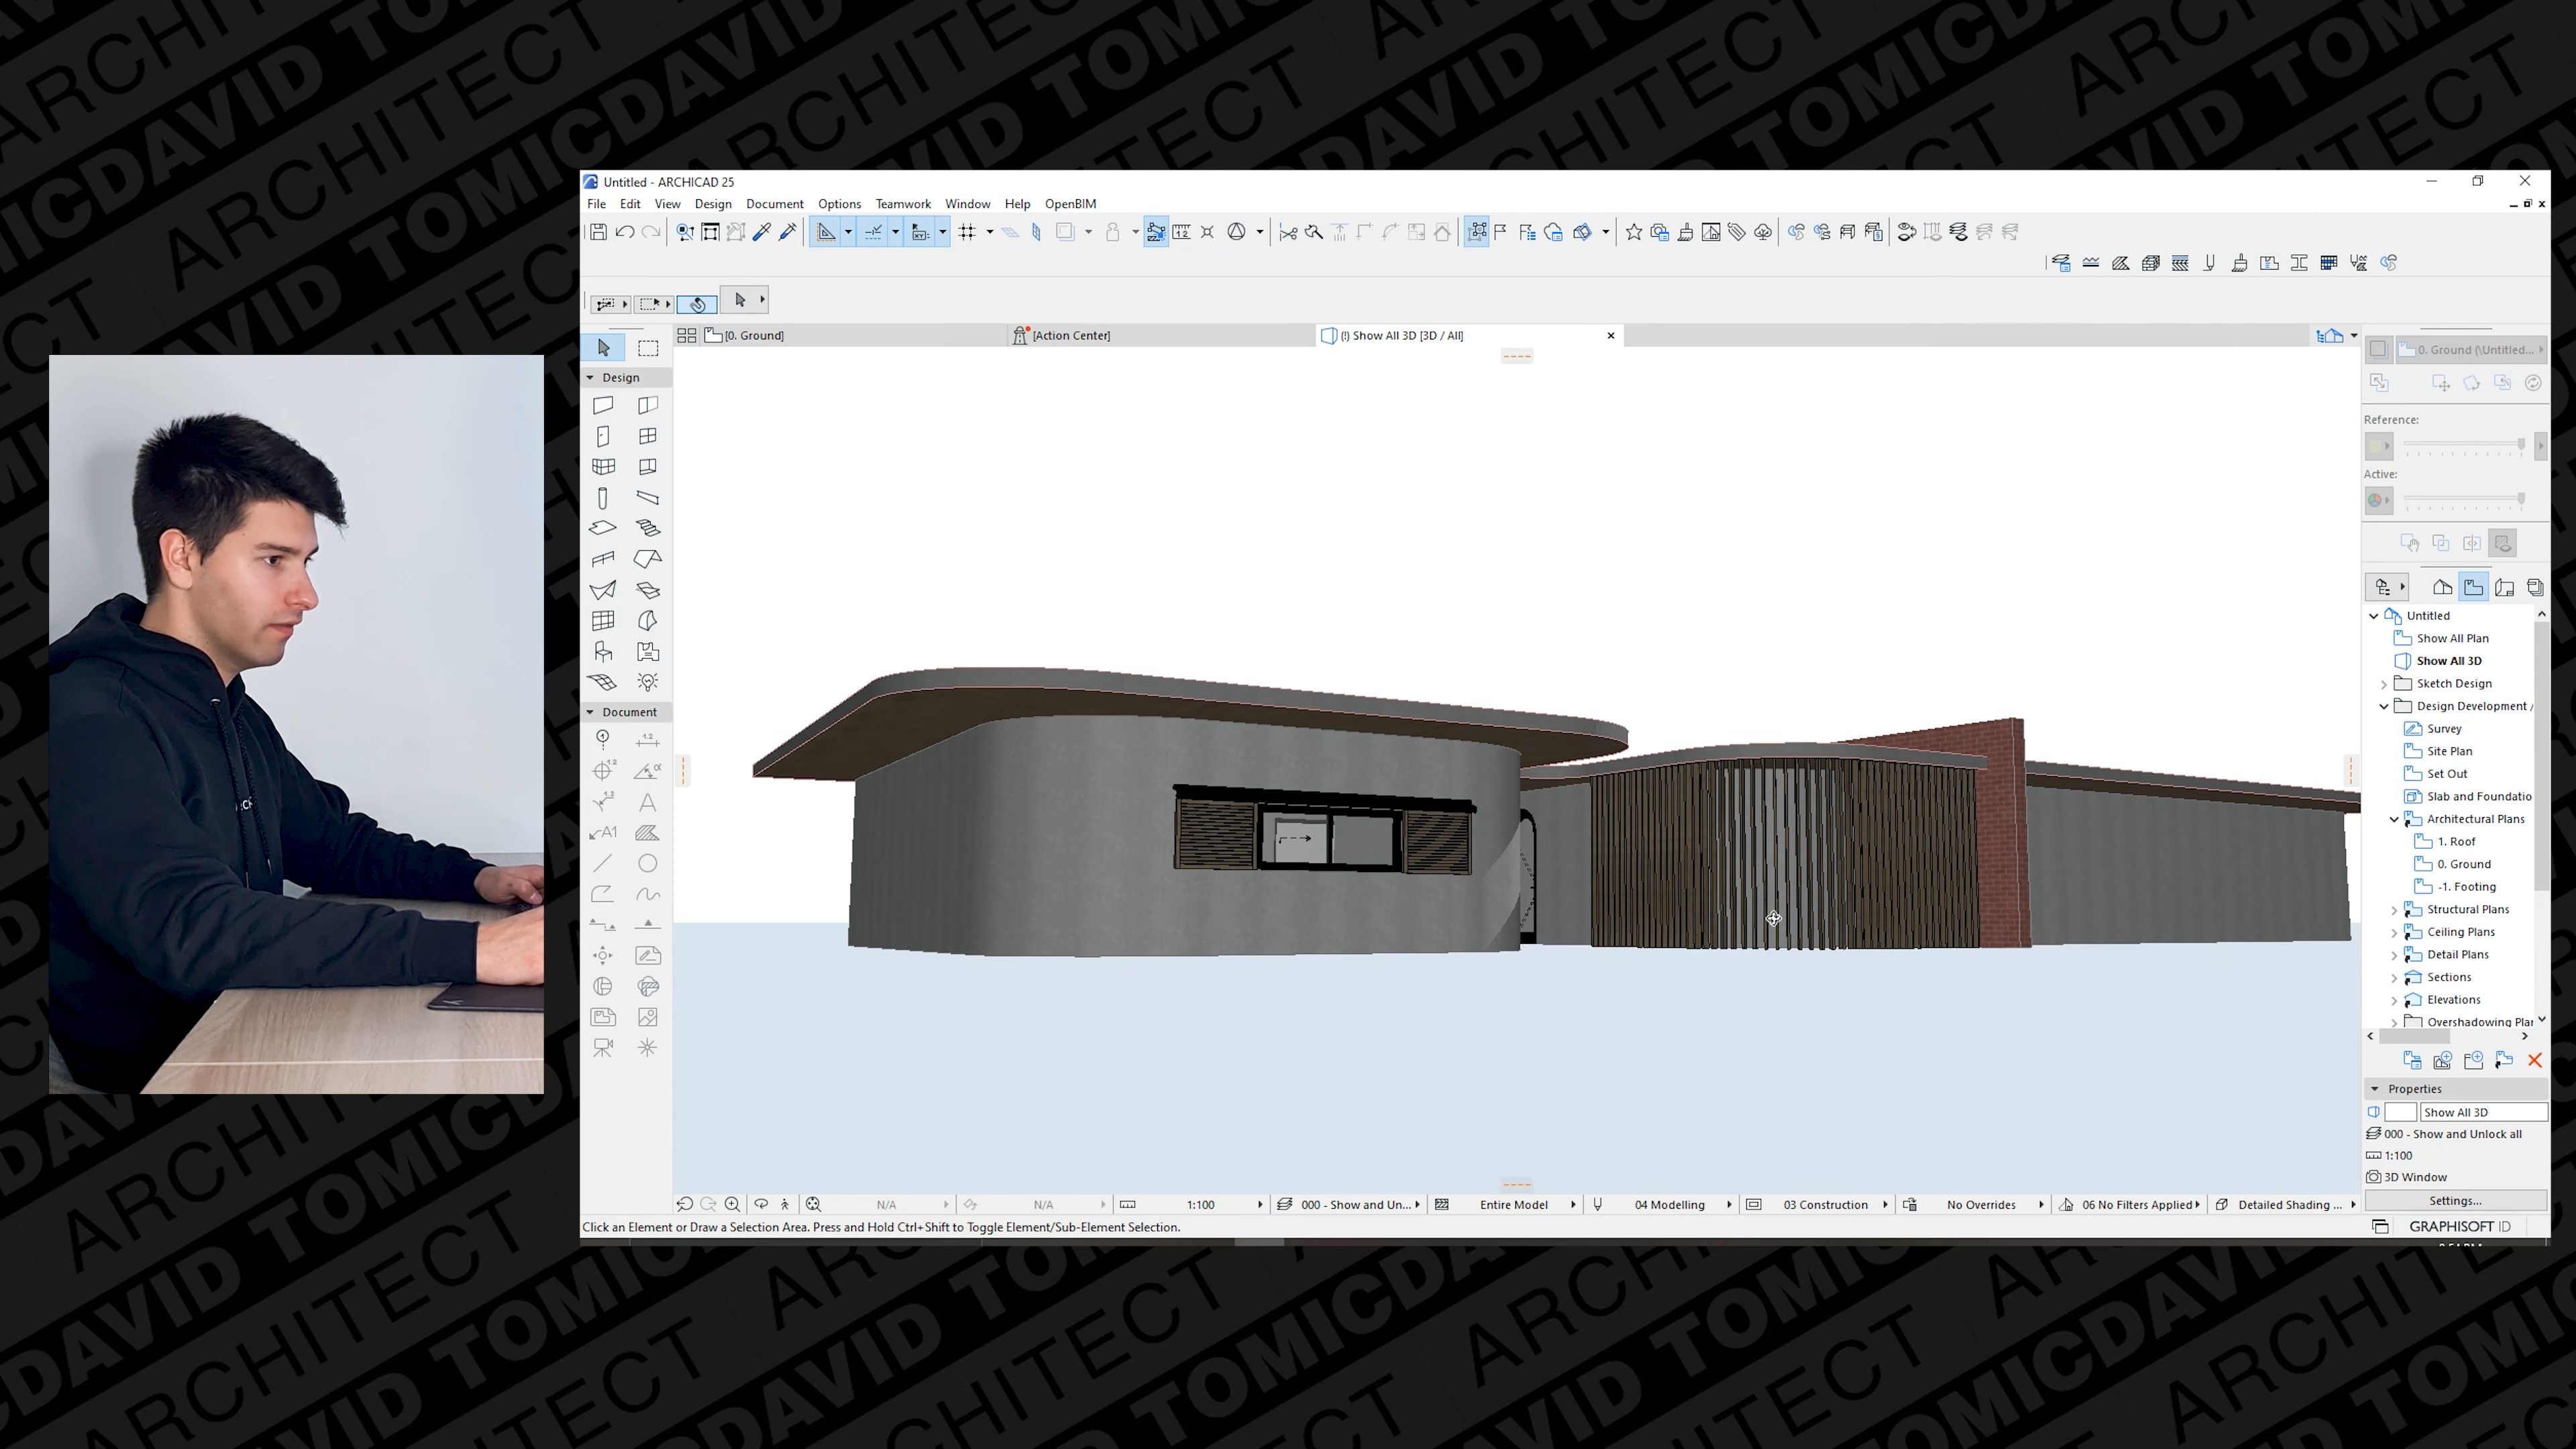 ARCHITECT
DAVID TOMIC
Untitled - ARCHICAD 25
File Edit View Design Document Options Teamwork Window Help OpenBIM
[0. Ground]
[Action Center]
(!) Show All 3D [3D / All]
0. Ground (\Untitled...
Design
Reference:
Active:
Untitled
Show All Plan
Show All 3D
Sketch Design
Design Development /
Document
Survey
Site Plan
Set Out
Slab and Foundatio
Architectural Plans
1. Roof
0. Ground
-1. Footing
Structural Plans
Ceiling Plans
Detail Plans
Sections
Elevations
Overshadowing Plan
Properties
Show All 3D
000 - Show and Unlock all
1:100
3D Window
Settings...
N/A
N/A
1:100
000 - Show and Un...
Entire Model
04 Modelling
03 Construction
No Overrides
06 No Filters Applied
Detailed Shading ...
Click an Element or Draw a Selection Area. Press and Hold Ctrl+Shift to Toggle Element/Sub-Element Selection.
GRAPHISOFT ID